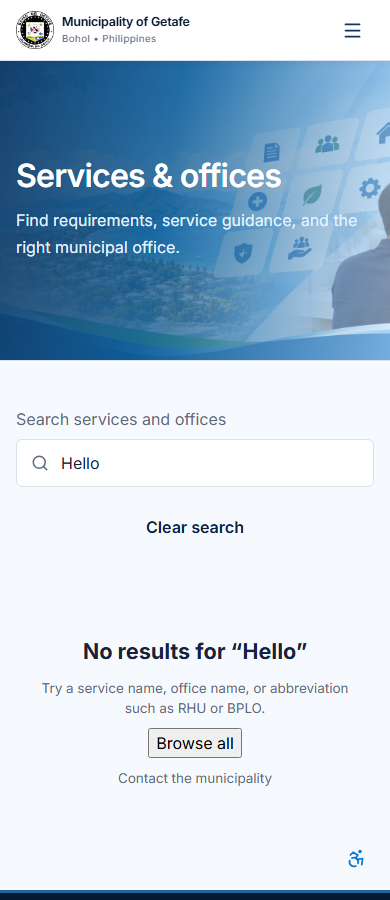 Municipality of Getafe
Bohol • Philippines
Services & offices
Find requirements, service guidance, and the
right municipal office.
Search services and offices
Hello
Clear search
No results for “Hello”
Try a service name, office name, or abbreviation
such as RHU or BPLO.
Browse all
Contact the municipality